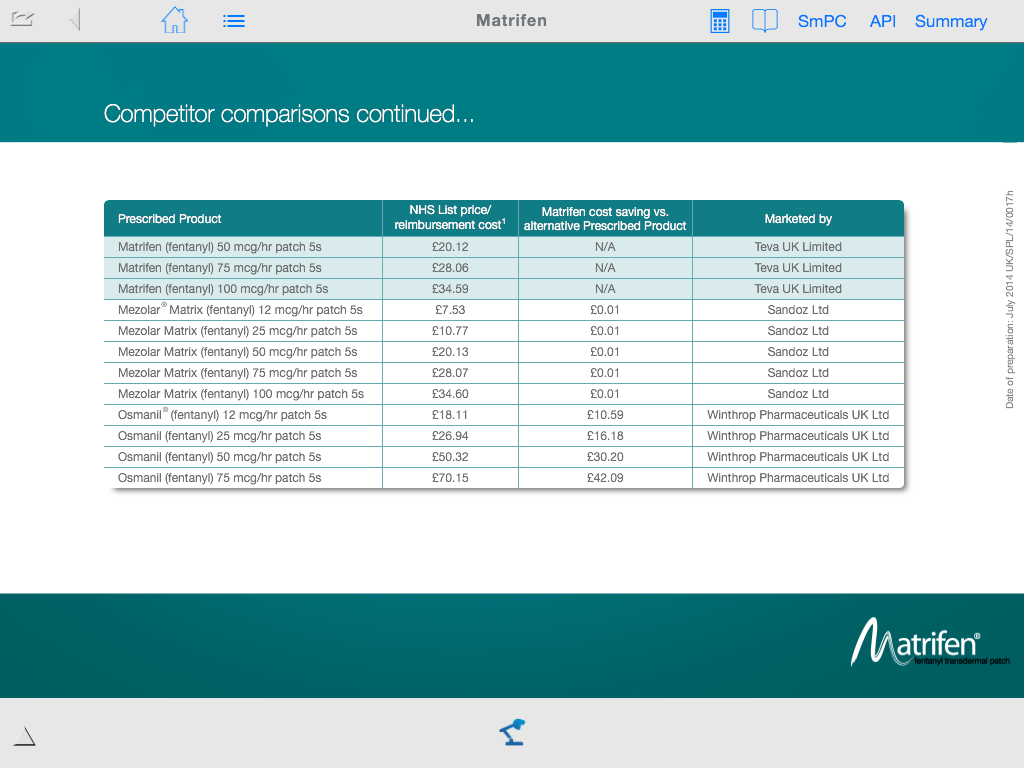 Matrifen
SmPC API Summary
Competitor comparisons continued...
Prescribed Product
NHS List price/
reimbursement cost¹
Matrifen cost saving vs.
alternative Prescribed Product
Marketed by
Matrifen (fentanyl) 50 mcg/hr patch 5s £20.12 N/A Teva UK Limited
Matrifen (fentanyl) 75 mcg/hr patch 5s £28.06 N/A Teva UK Limited
Matrifen (fentanyl) 100 mcg/hr patch 5s £34.59 N/A Teva UK Limited
Mezolar® Matrix (fentanyl) 12 mcg/hr patch 5s £7.53 £0.01 Sandoz Ltd
Mezolar Matrix (fentanyl) 25 mcg/hr patch 5s £10.77 £0.01 Sandoz Ltd
Mezolar Matrix (fentanyl) 50 mcg/hr patch 5s £20.13 £0.01 Sandoz Ltd
Mezolar Matrix (fentanyl) 75 mcg/hr patch 5s £28.07 £0.01 Sandoz Ltd
Mezolar Matrix (fentanyl) 100 mcg/hr patch 5s £34.60 £0.01 Sandoz Ltd
Osmanil® (fentanyl) 12 mcg/hr patch 5s £18.11 £10.59 Winthrop Pharmaceuticals UK Ltd
Osmanil (fentanyl) 25 mcg/hr patch 5s £26.94 £16.18 Winthrop Pharmaceuticals UK Ltd
Osmanil (fentanyl) 50 mcg/hr patch 5s £50.32 £30.20 Winthrop Pharmaceuticals UK Ltd
Osmanil (fentanyl) 75 mcg/hr patch 5s £70.15 £42.09 Winthrop Pharmaceuticals UK Ltd
Date of preparation: July 2014 UK/SPL/14/0017h
Matrifen®
fentanyl transdermal patch